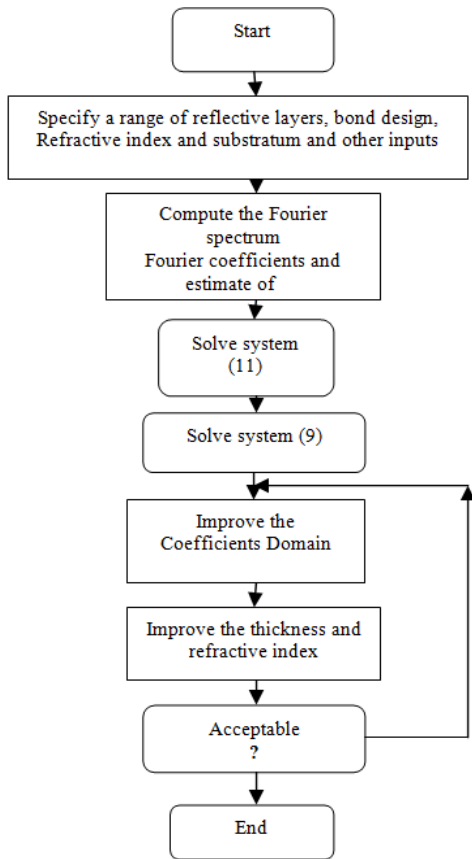 Start
Specify a range of reflective layers, bond design,
Refractive index and substratum and other inputs
Compute the Fourier
spectrum
Fourier coefficients and
estimate of
Solve system
(11)
Solve system (9)
Improve the
Coefficients Domain
Improve the thickness and
refractive index
Acceptable
?
End